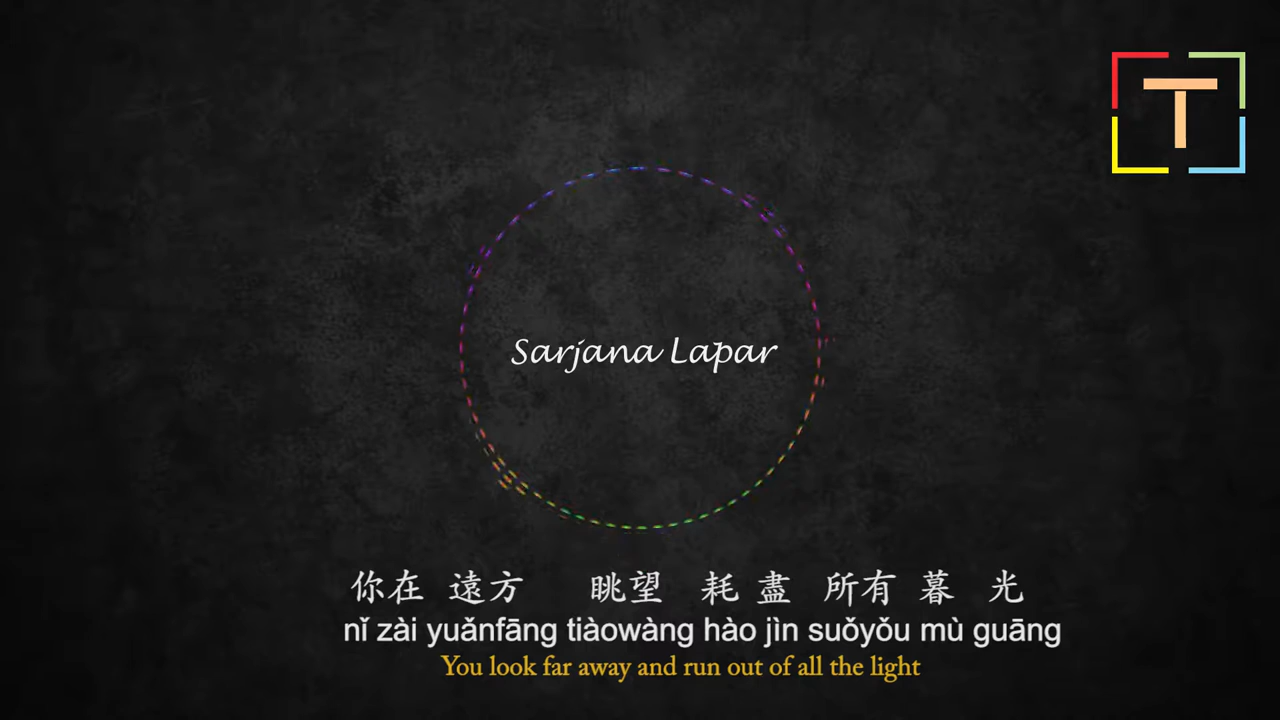 T
Sarjana Lapar
你在 遠方 眺望 耗 盡 所有 暮 光
nǐ zài yuǎnfāng tiàowàng hào jìn suǒyǒu mù guāng
You look far away and run out of all the light